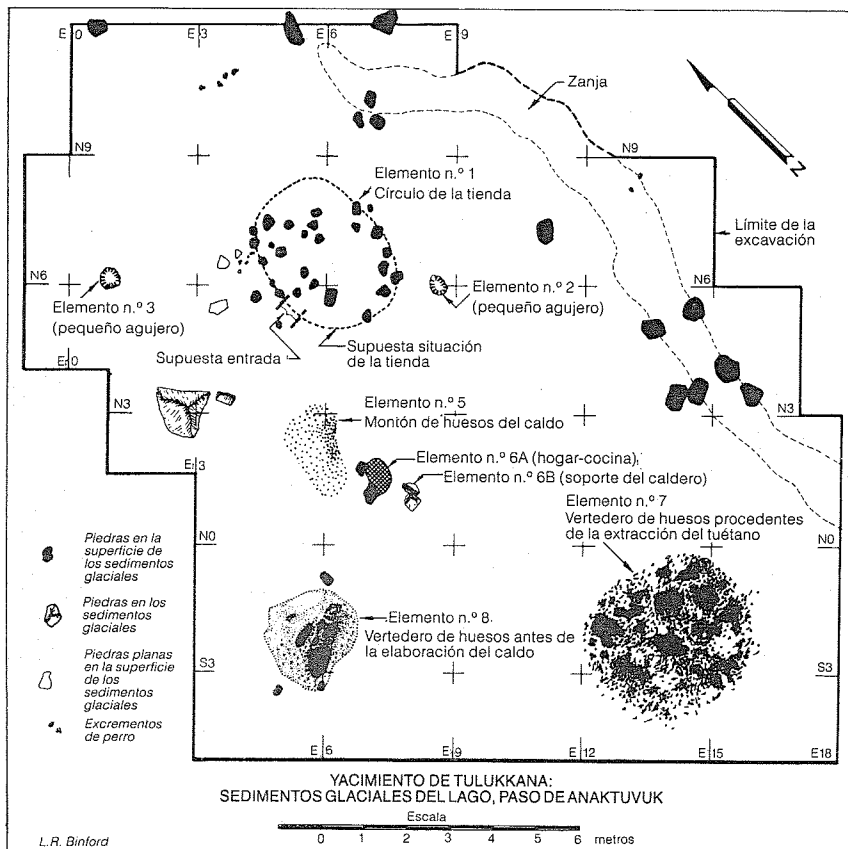 E 0
E 3
E 6
E 9
Zanja
N
N9
N9
Elemento n.º 1
Círculo de la tienda
Límite de la
excavación
N6
N6
Elemento n.º 3
(pequeño agujero)
Elemento n.º 2
(pequeño agujero)
Supuesta entrada
Supuesta situación
de la tienda
E 0
N3
N3
Elemento n.º 5
Montón de huesos del caldo
Elemento n.º 6A (hogar-cocina)
Elemento n.º 6B (soporte del caldero)
E 3
Elemento n.º 7
Vertedero de huesos procedentes
de la extracción del tuétano
Piedras en la
superficie de
los sedimentos
glaciales
N0
N0
Piedras en los
sedimentos
glaciales
Elemento n.º 8.
Vertedero de huesos antes de
la elaboración del caldo
Piedras planas
en la superficie
de los
sedimentos
glaciales
S3
S3
Excrementos
de perro
E 6
E 9
E 12
E 15
E18
YACIMIENTO DE TULUKKANA:
SEDIMENTOS GLACIALES DEL LAGO, PASO DE ANAKTUVUK
Escala
0 1 2 3 4 5 6 metros
L.R. Binford